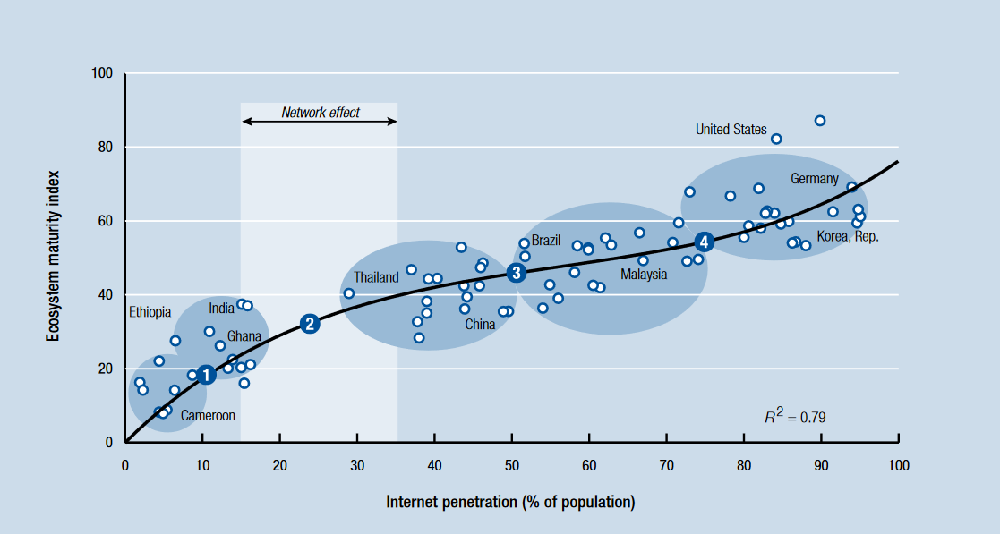 100
Network effect
United States
80
Germany
60
Brazil
4
Korea, Rep.
Thailand
3
Malaysia
40
Ethiopia
India
China
2
Ghana
20
1
Cameroon
R² = 0.79
0
0 10 20 30 40 50 60 70 80 90 100
Ecosystem maturity index
Internet penetration (% of population)